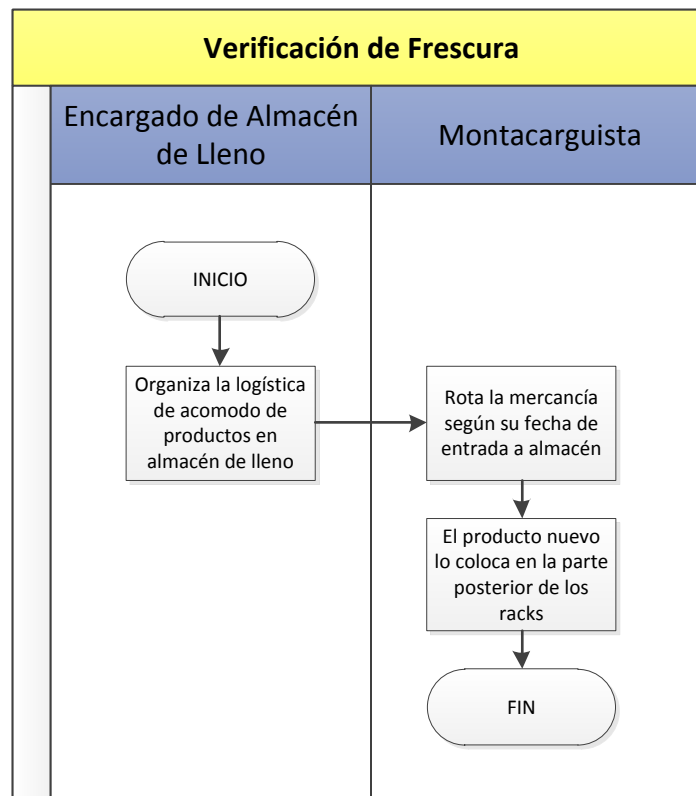 Verificación de Frescura
Encargado de Almacén
de Lleno
Montacarguista
INICIO
Organiza la logística
de acomodo de
productos en
almacén de lleno
Rota la mercancía
según su fecha de
entrada a almacén
El producto nuevo
lo coloca en la parte
posterior de los
racks
FIN